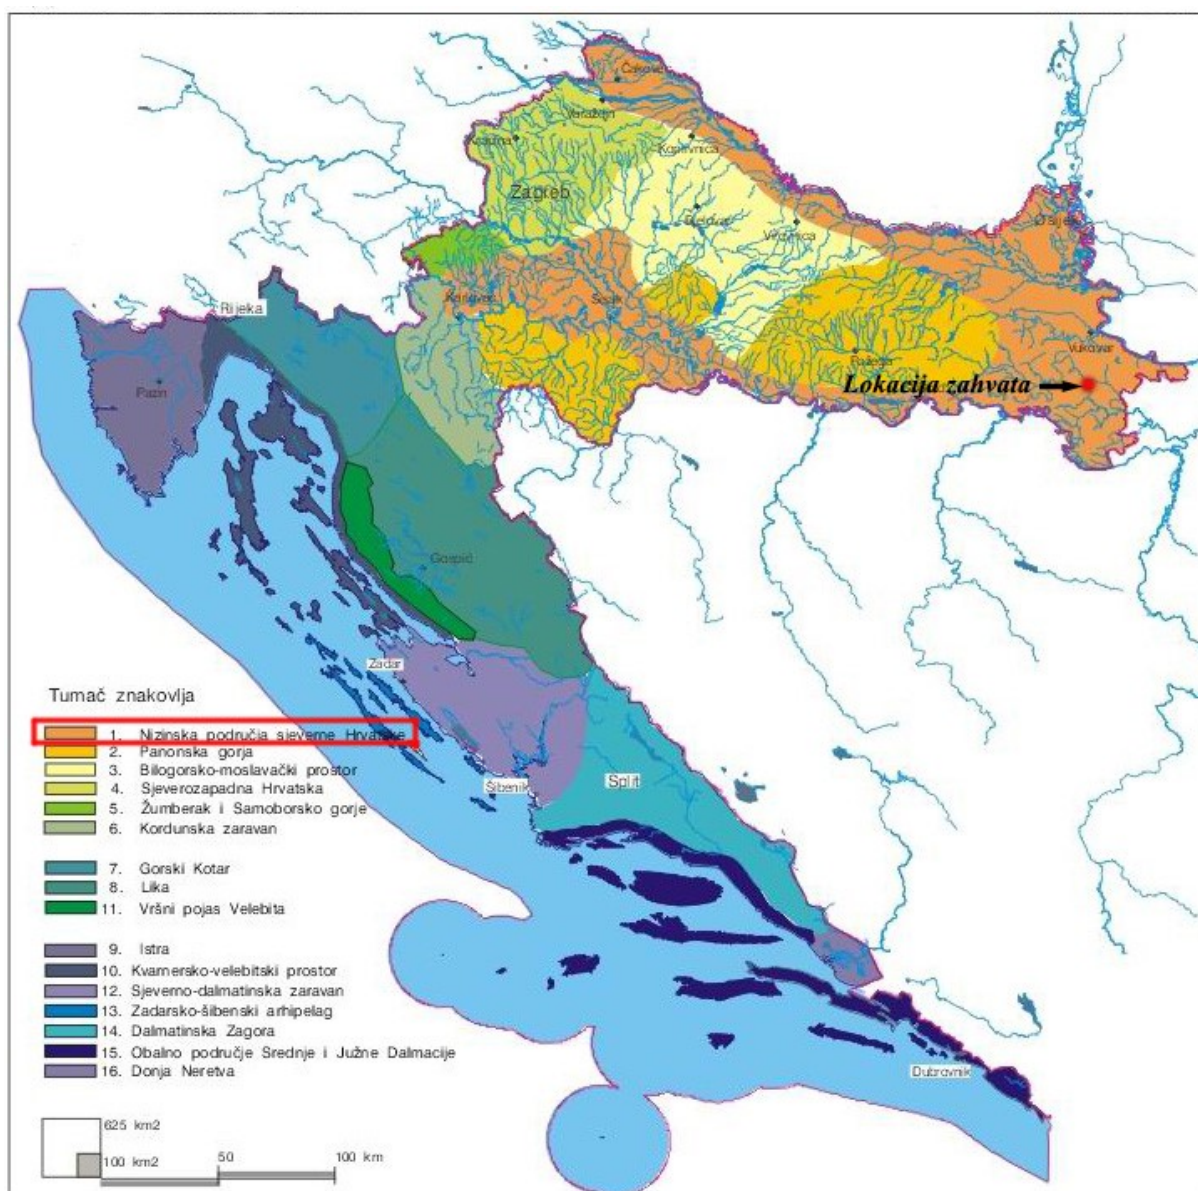 Čakovec
Varaždin
Krapina
Koprivnica
Zagreb
Bjelovar
Virovitica
Osijek
Karlovac
Sisak
Rijeka
Vukovar
Požega
Lokacija zahvata
Pazin
Gospić
Zadar
Tumač znakovlja
1. Nizinska područja sjeverne Hrvatske
2. Panonska gorja
3. Bilogorsko-moslavački prostor
4. Sjeverozapadna Hrvatska
5. Žumberak i Samoborsko gorje
6. Kordunska zaravan
Šibenik
Split
7. Gorski Kotar
8. Lika
11. Vršni pojas Velebita
9. Istra
10. Kvarnersko-velebitski prostor
12. Sjeverno-dalmatinska zaravan
13. Zadarsko-šibenski arhipelag
14. Dalmatinska Zagora
15. Obalno područje Srednje i Južne Dalmacije
16. Donja Neretva
Dubrovnik
625 km2
100 km2
50
100 km